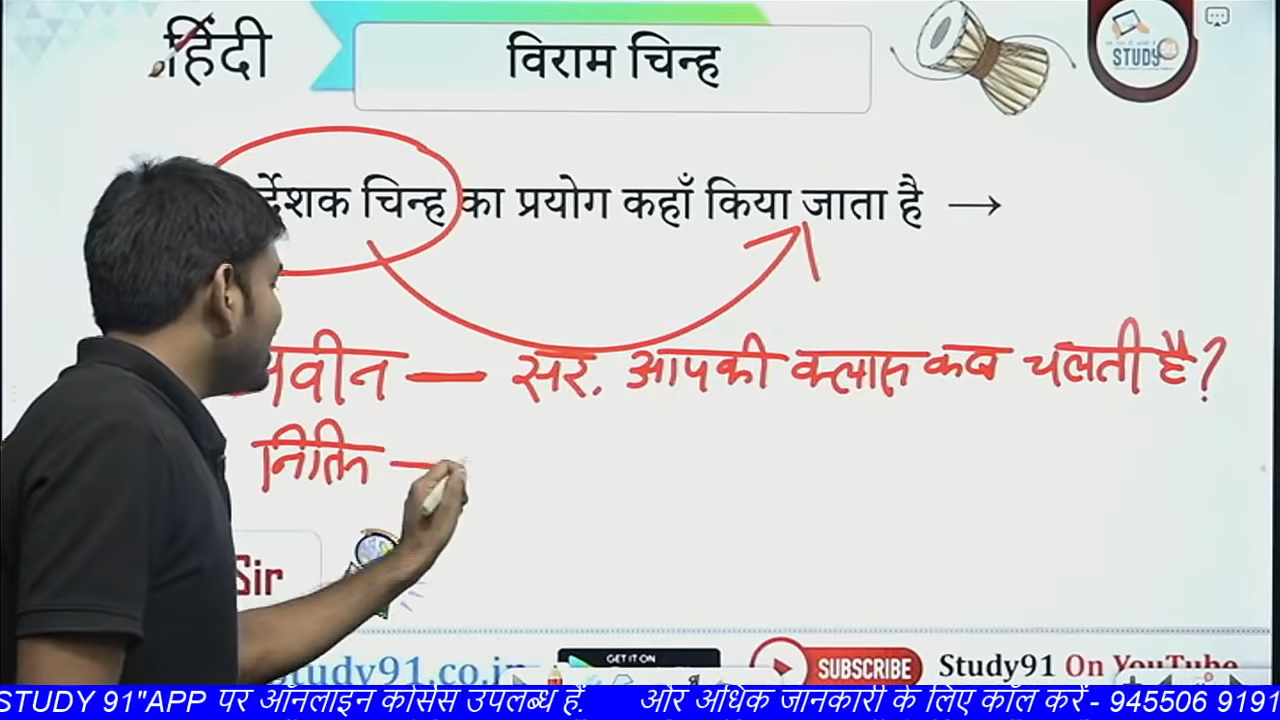 हिंदी
विराम चिन्ह
STUDY
र्देशक चिन्ह का प्रयोग कहाँ किया जाता है →
नवीन — सर. आपकी क्लास कब चलती है?
—
Sir
GET IT ON
tudy91.co.in
SUBSCRIBE
Study91 On YouTube
STUDY 91"APP पर ऑनलाइन कोर्सेस उपलब्ध हैं. और अधिक जानकारी के लिए कॉल करें - 945506 9191